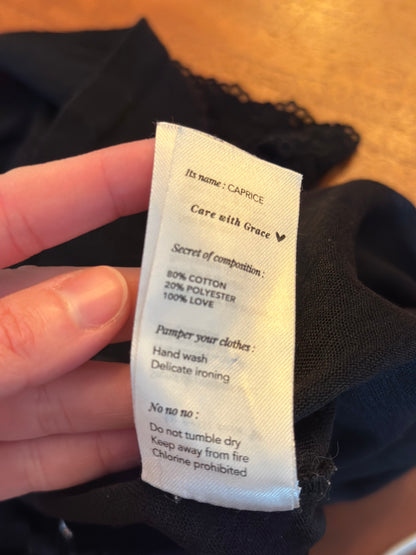 Its name : CAPRICE
Care with Grace
Secret of composition :
80% COTTON
20% POLYESTER
100% LOVE
Pamper your clothes :
Hand wash
Delicate ironing
No no no :
Do not tumble dry
Keep away from fire
Chlorine prohibited